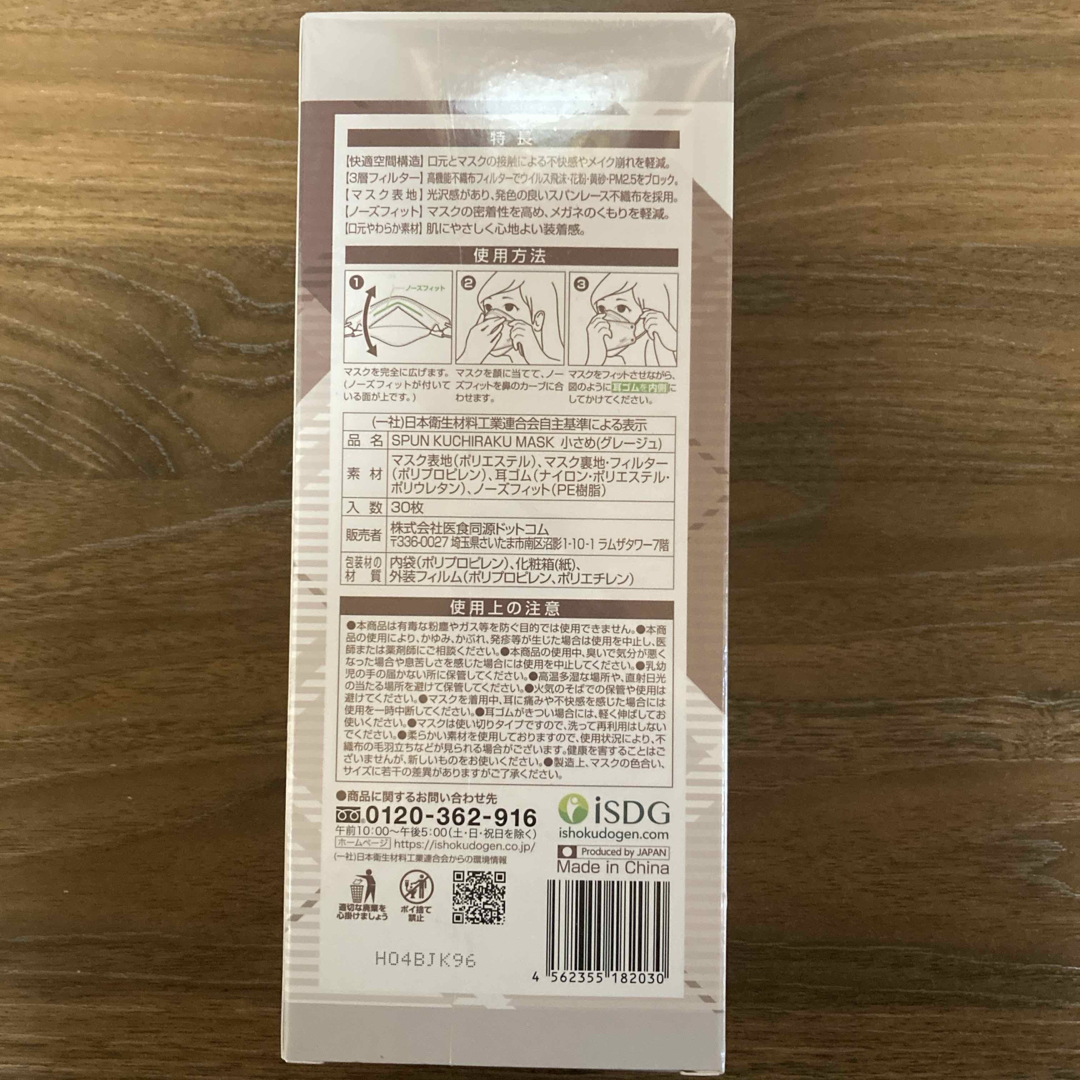 特長
【快適空間構造】口元とマスクの接触による不快感やメイク崩れを軽減。
【3層フィルター】高機能不織布フィルターでウイルス飛沫・花粉・黄砂・PM2.5をブロック。
【マスク表地】光沢感があり、発色の良いスパンレース不織布を採用。
【ノーズフィット】マスクの密着性を高め、メガネのくもりを軽減。
【口元やわらか素材】肌にやさしく心地よい装着感。
使用方法
1 ノーズフィット
マスクを完全に広げます。
(ノーズフィットが付いて
いる面が上です。)
2
マスクを顔に当てて、ノー
ズフィットを鼻のカーブに合
わせます。
3
マスクをフィットさせながら、
図のように耳ゴムを内側に
してかけてください。
(一社)日本衛生材料工業連合会自主基準による表示
品名 SPUN KUCHIRAKU MASK 小さめ(グレージュ)
素材 マスク表地(ポリエステル)、マスク裏地・フィルター
(ポリプロピレン)、耳ゴム(ナイロン・ポリエステル・
ポリウレタン)、ノーズフィット(PE樹脂)
入数 30枚
販売者 株式会社医食同源ドットコム
〒336-0027 埼玉県さいたま市南区沼影1-10-1 ラムザタワー7階
包装材の材質 内袋(ポリプロピレン)、化粧箱(紙)、
外装フィルム(ポリプロピレン、ポリエチレン)
使用上の注意
●本商品は有毒な粉塵やガス等を防ぐ目的では使用できません。●本商
品の使用により、かゆみ、かぶれ、発疹等が生じた場合は使用を中止し、医
師または薬剤師にご相談ください。●本商品の使用中、臭いで気分が悪く
なった場合や息苦しさを感じた場合には使用を中止してください。●乳幼
児の手の届かない所に保管してください。●高温多湿な場所や、直射日光
の当たる場所を避けて保管してください。●火気のそばでの保管や使用は
避けてください。●マスクを着用中、耳に痛みや不快感を感じた場合には
使用を一時中断してください。●耳ゴムがきつい場合には、軽く伸ばしてお
使いください。●マスクは使い切りタイプですので、洗って再利用はしない
でください。●柔らかい素材を使用しておりますので、使用状況により、不
織布の毛羽立ちなどが見られる場合がございます。健康を害することはご
ざいませんが、新しいものをお使いください。●製造上、マスクの色合い、
サイズに若干の差異がありますがご了承ください。
●商品に関するお問い合わせ先
0120-362-916
午前10:00~午後5:00(土・日・祝日を除く)
ホームページ https://ishokudogen.co.jp/
(一社)日本衛生材料工業連合会からの環境情報
適切な廃棄を
心掛けましょう
ポイ捨て
禁止
iSDG
ishokudogen.com
Produced by JAPAN
Made in China
H04BJK96
4 562355 182030